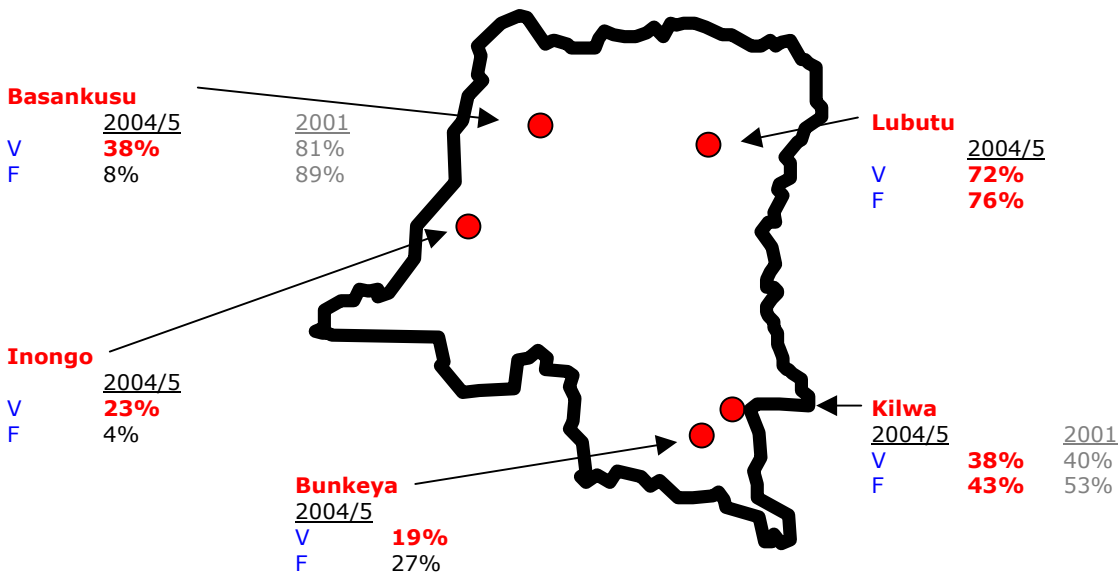 Basankusu
2004/5 2001
V 38% 81%
F 8% 89%
Lubutu
2004/5
V 72%
F 76%
Inongo
2004/5
V 23%
F 4%
Kilwa
2004/5 2001
V 38% 40%
F 43% 53%
Bunkeya
2004/5
V 19%
F 27%